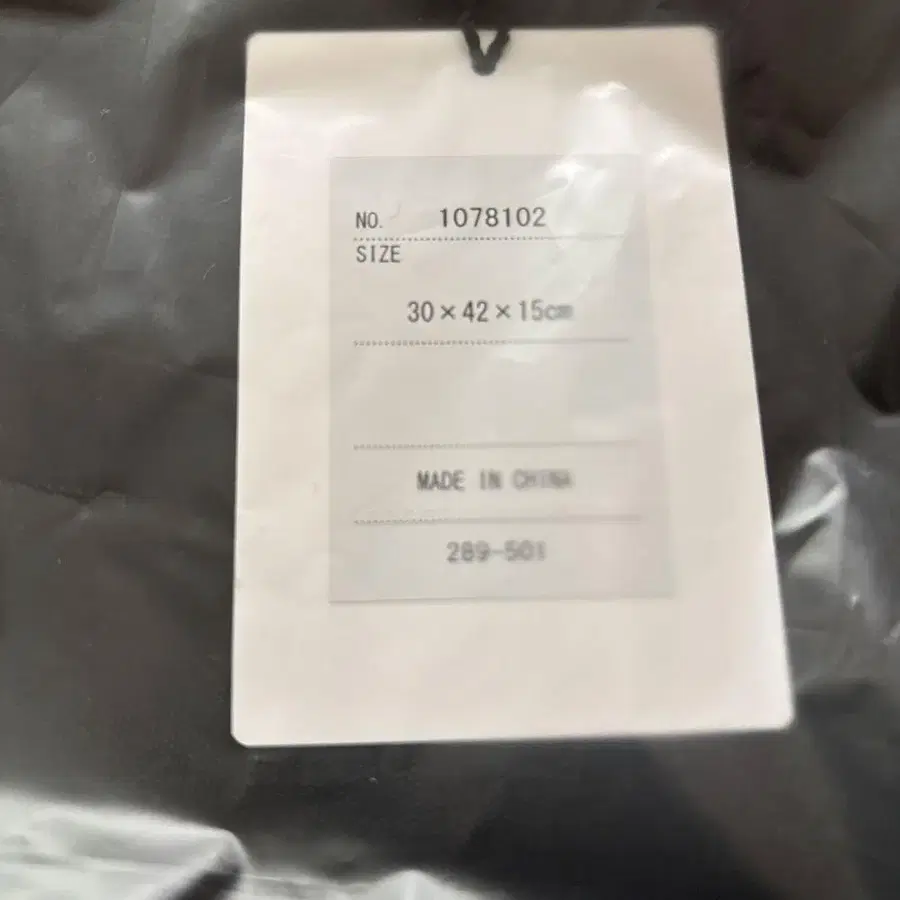 NO. 1078102
SIZE
30×42×15cm
MADE IN CHINA
289-501